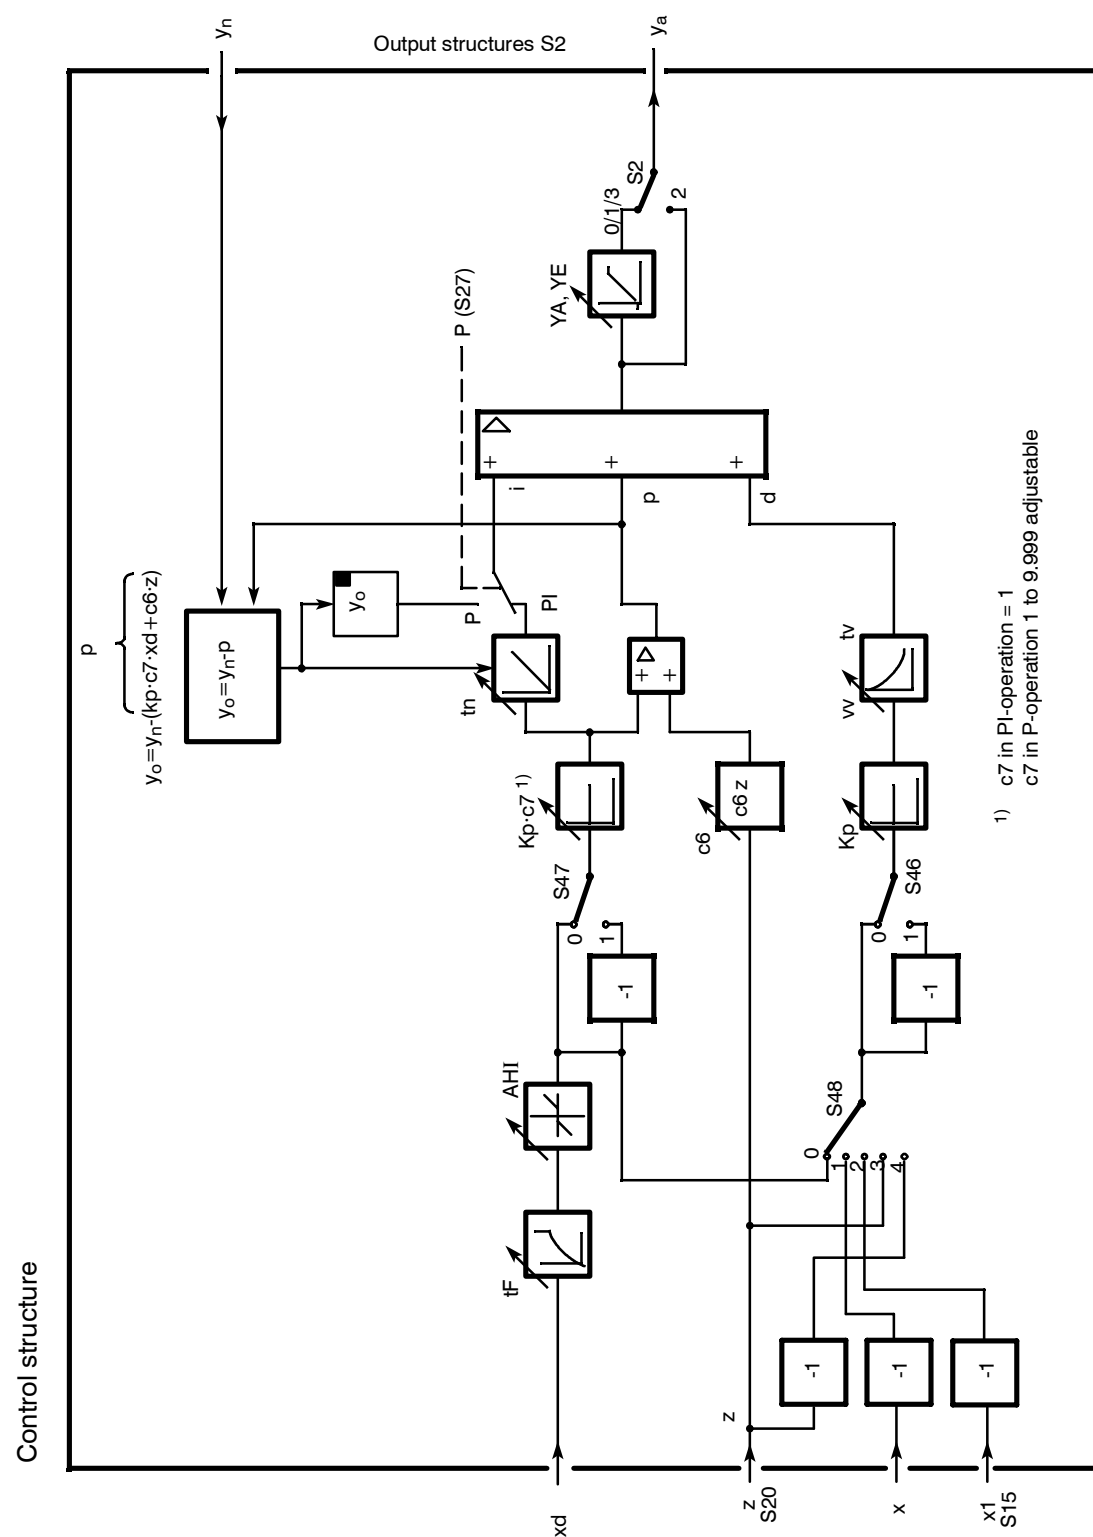 Control structure
Output structures S2
yn
ya
p
yo=yn-(kp·c7·xd+c6·z)
yo=yn-p
yo
P (S27)
P
PI
i
p
d
+
+
+
YA, YE
0/1/3
S2
2
tn
+
+
Kp·c7 1)
c6
c6 z
vv
tv
Kp
S47
0
1
-1
S46
0
1
-1
AHI
tF
S48
0
1
2
3
4
-1
-1
-1
z
xd
z
S20
x
x1
S15
1) c7 in PI-operation = 1
c7 in P-operation 1 to 9.999 adjustable